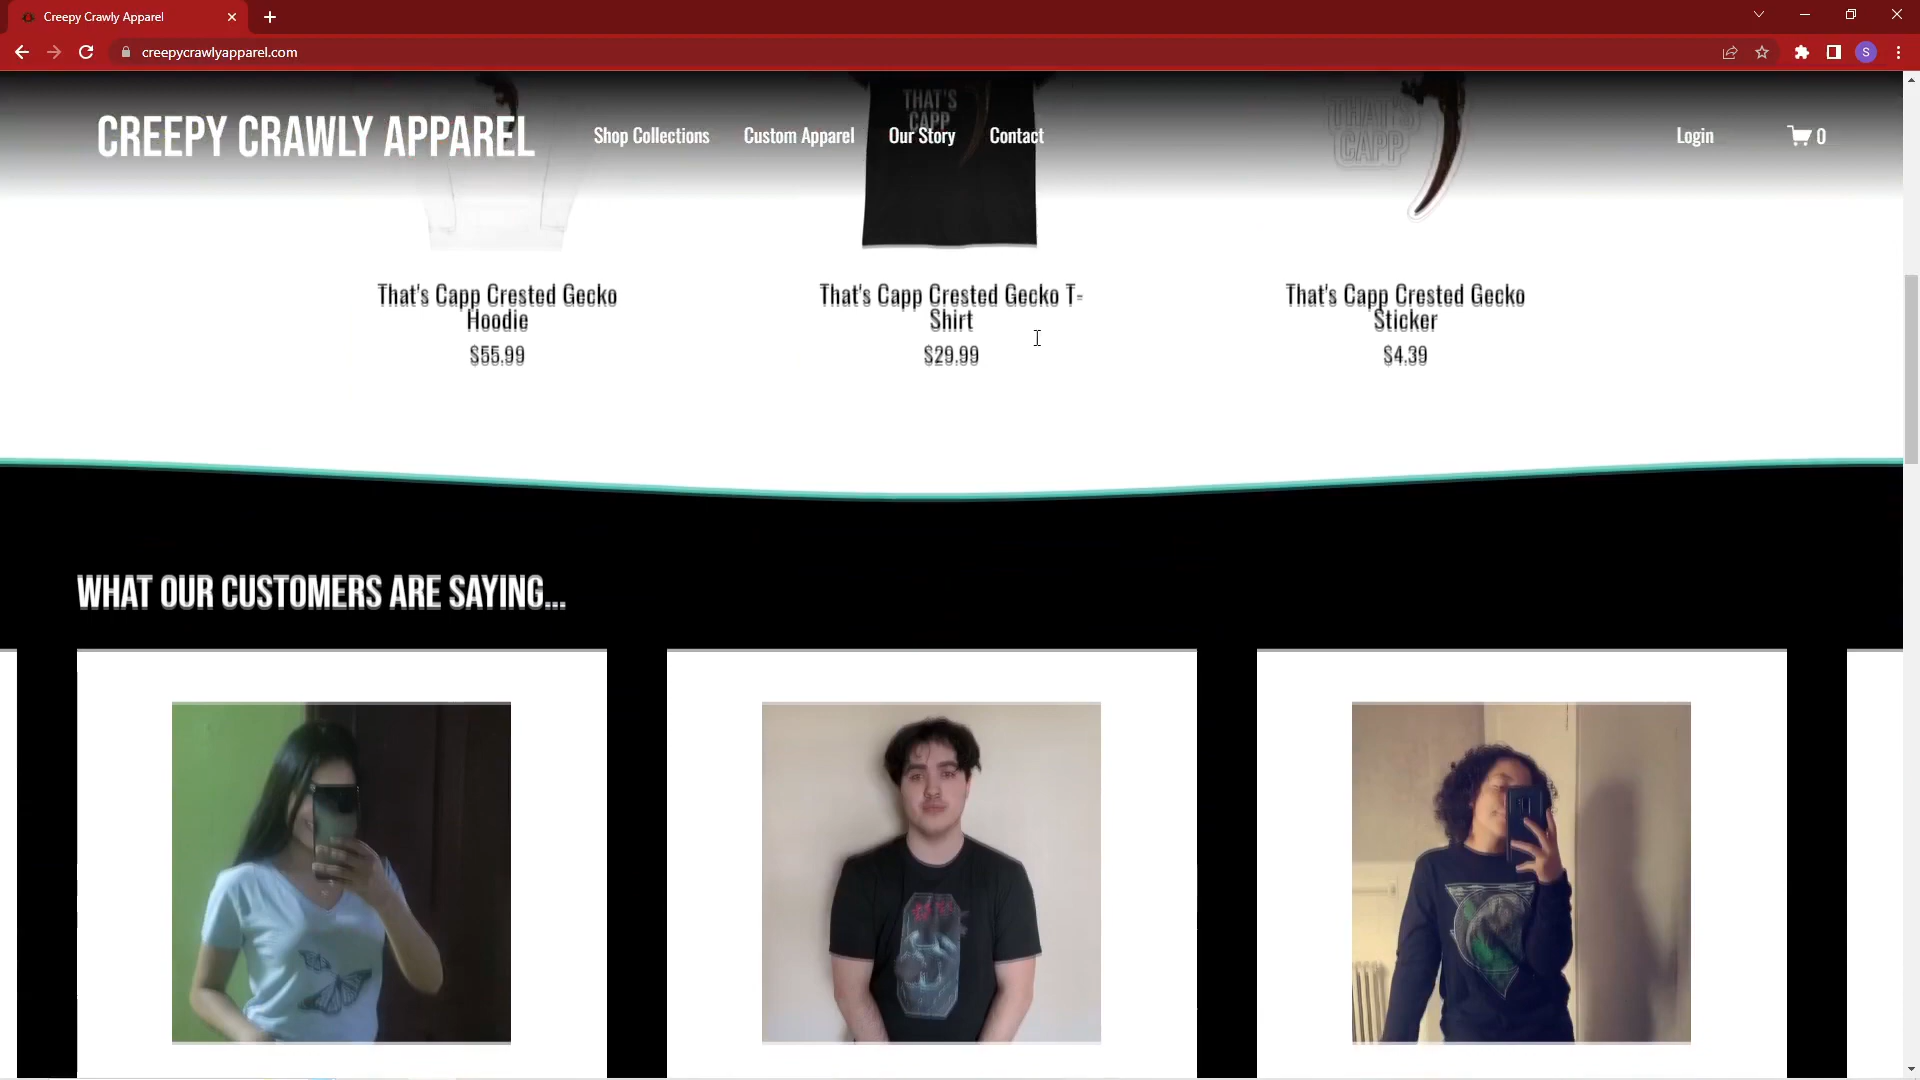 Creepy Crawly Apparel
creepycrawlyapparel.com
S
CREEPY CRAWLY APPAREL
Shop Collections
Custom Apparel
Our Story
Contact
Login
0
THAT'S
CAPP
THAT'S
CAPP
That's Capp Crested Gecko
Hoodie
$55.99
That's Capp Crested Gecko T-
Shirt
$29.99
That's Capp Crested Gecko
Sticker
$4.39
WHAT OUR CUSTOMERS ARE SAYING...